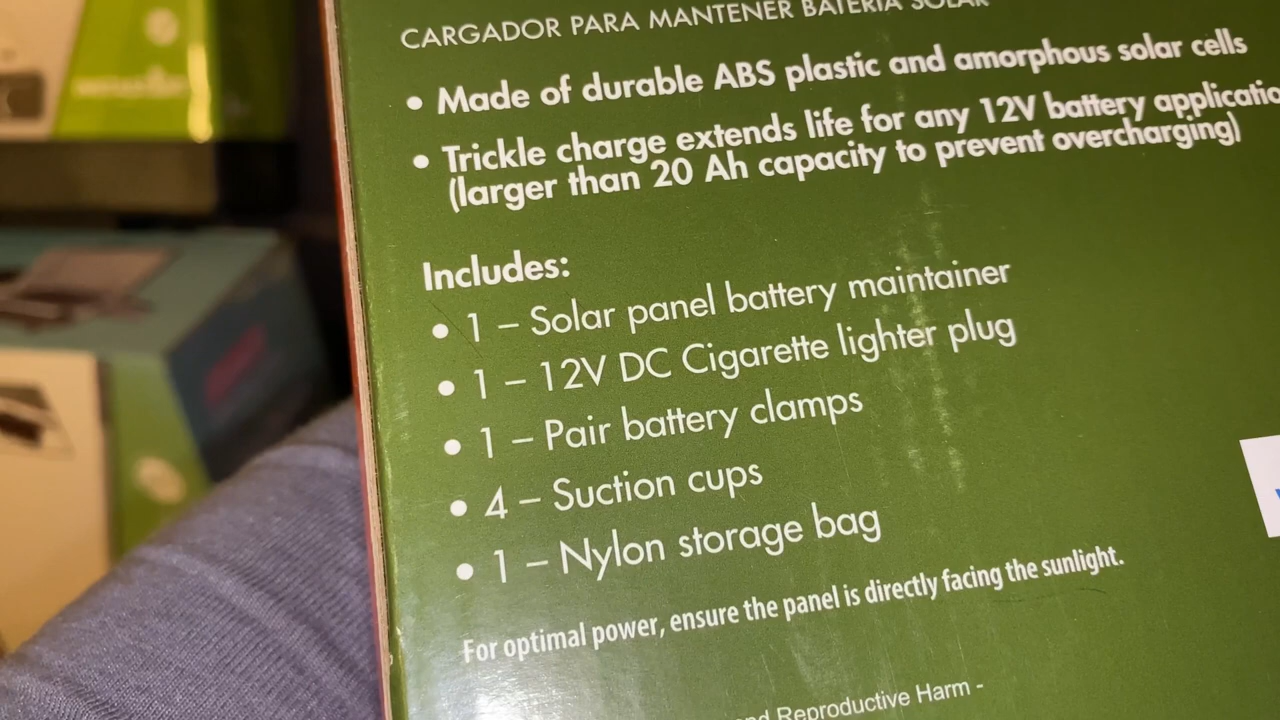 CARGADOR PARA MANTENER BATERÍA SOLAR
• Made of durable ABS plastic and amorphous solar cells
• Trickle charge extends life for any 12V battery applicatio
(larger than 20 Ah capacity to prevent overcharging)
Includes:
• 1 – Solar panel battery maintainer
• 1 – 12V DC Cigarette lighter plug
• 1 – Pair battery clamps
• 4 – Suction cups
• 1 – Nylon storage bag
For optimal power, ensure the panel is directly facing the sunlight.
nd Reproductive Harm -